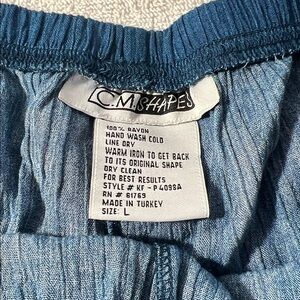 C.M. SHAPES
100% RAYON
HAND WASH COLD
LINE DRY
WARM IRON TO GET BACK
TO ITS ORIGINAL SHAPE
DRY CLEAN
FOR BEST RESULTS
STYLE # KF - P4098A
RN # 61769
MADE IN TURKEY
SIZE: L